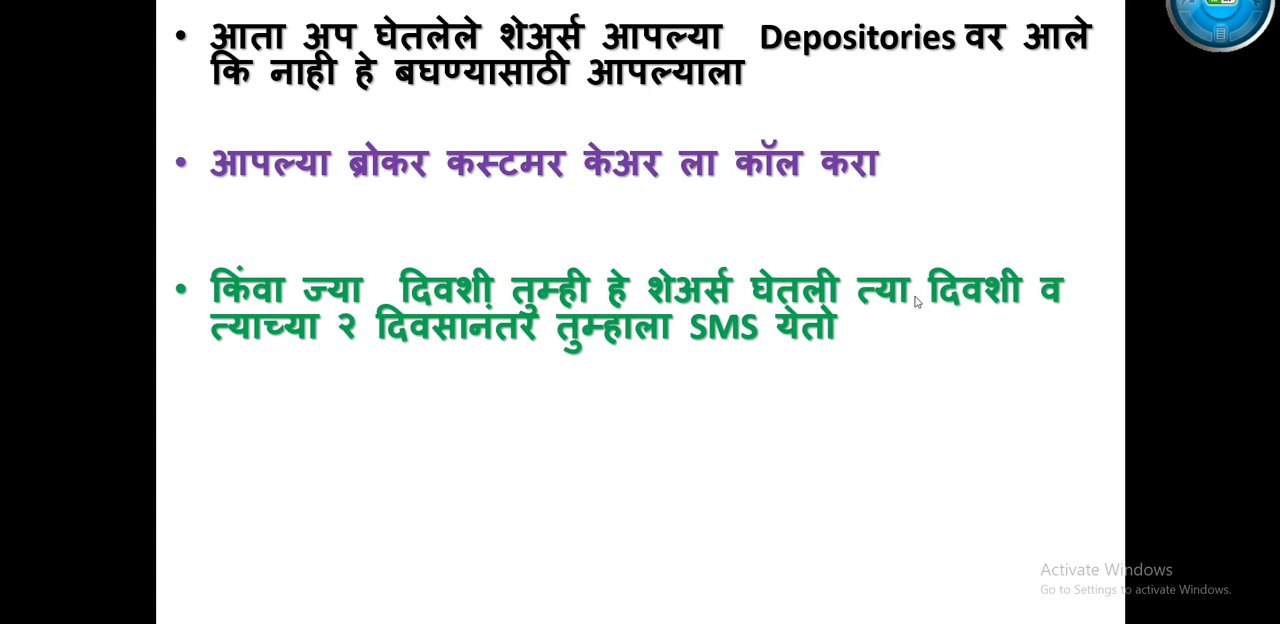 • आता अप घेतलेले शेअर्स आपल्या Depositories वर आले
कि नाही हे बघण्यासाठी आपल्याला
• आपल्या ब्रोकर कस्टमर केअर ला कॉल करा
• किंवा ज्या दिवशी तुम्ही हे शेअर्स घेतली त्या दिवशी व
त्याच्या २ दिवसानंतर तुम्हाला SMS येतो
Activate Windows
Go to Settings to activate Windows.